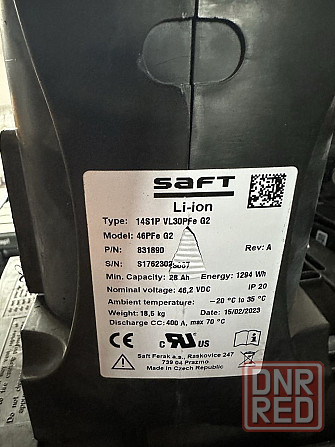 SAFT
Li-ion
Type: 14S1P VL30PFe G2
Model: 46PFe G2
P/N: 831890 Rev: A
S/N:
Min. Capacity: 28 Ah Energy: 1294 Wh
Nominal voltage: 46,2 VDC IP 20
Ambient temperature: –20 °C to 35 °C
Weight: 18,5 kg Date: 15/02/2023
Discharge CC: 400 A, max 70 °C
CE c RU us
Saft Ferak a.s., Raskovice 247
739 04 Prazmo
Made in Czech Republic
DNR
RED